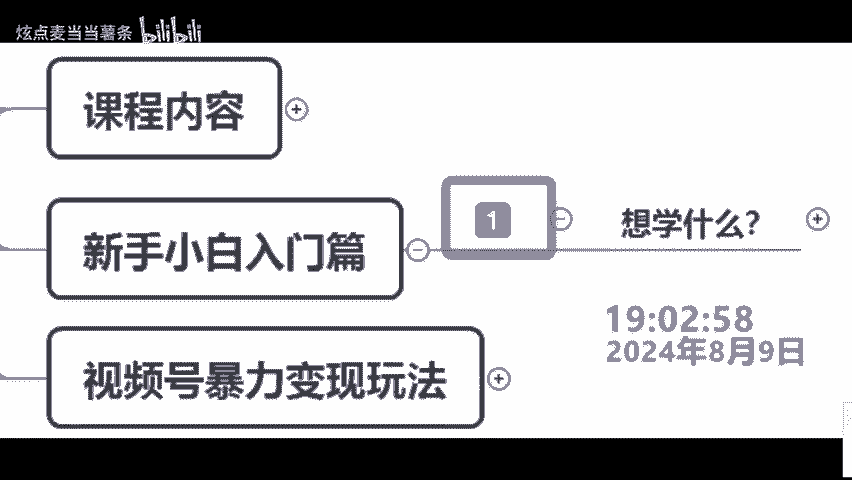 炫点麦当当薯条 bilibili
课程内容
1
想学什么?
新手小白入门篇
19:02:58
2024年8月9日
视频号暴力变现玩法